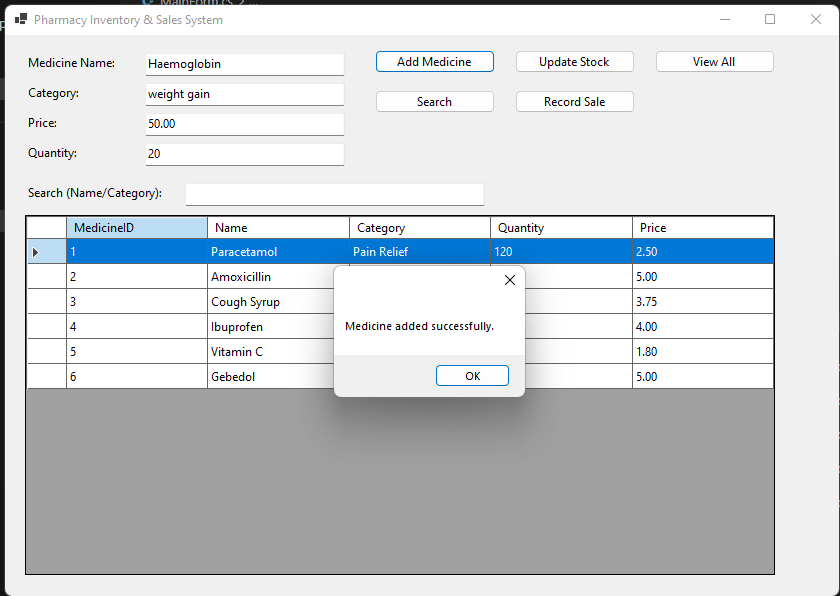 MainForm.cs
Pharmacy Inventory & Sales System
Medicine Name: Haemoglobin Add Medicine Update Stock View All
Category: weight gain Search Record Sale
Price: 50.00
Quantity: 20
Search (Name/Category):
MedicineID Name Category Quantity Price
1 Paracetamol Pain Relief 120 2.50
2 Amoxicillin 5.00
3 Cough Syrup 3.75
4 Ibuprofen 4.00
5 Vitamin C 1.80
6 Gebedol 5.00
Medicine added successfully.
OK